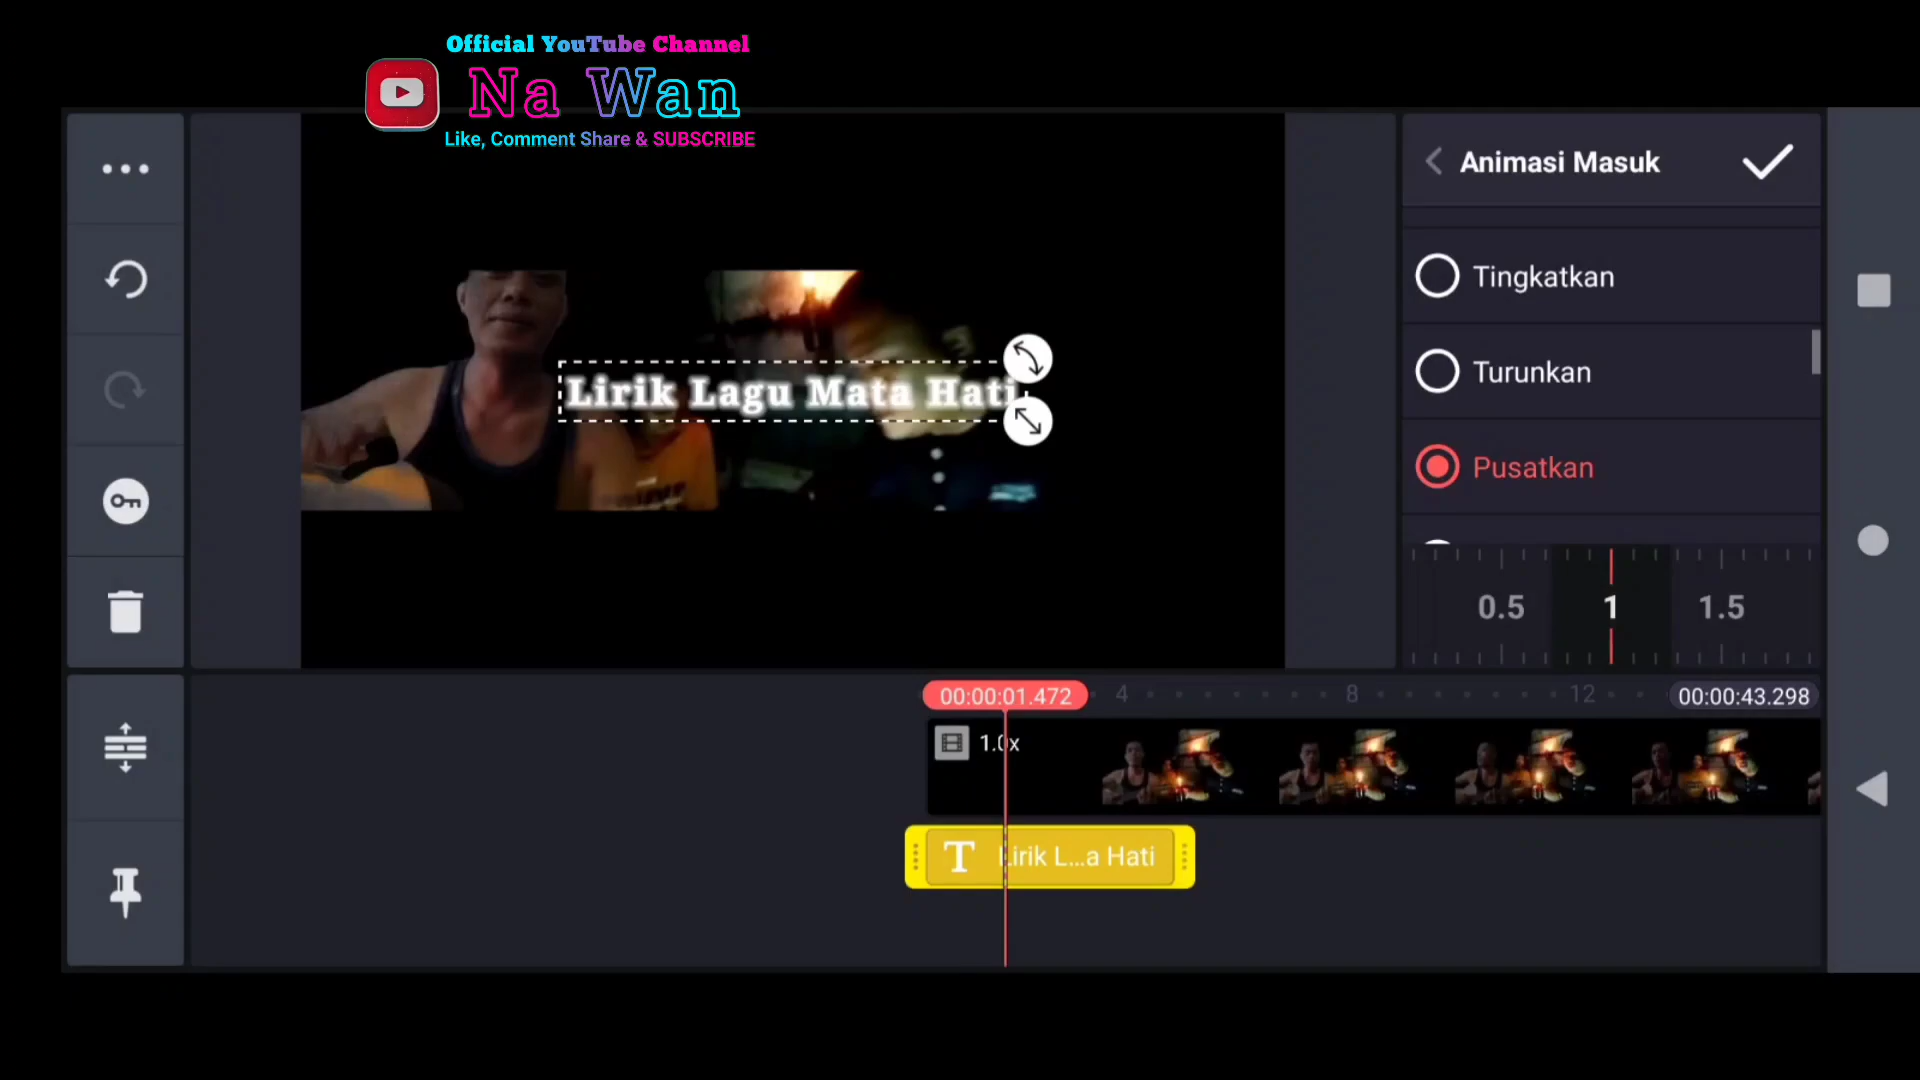 Official YouTube Channel
Na Wan
Like, Comment Share & SUBSCRIBE
Animasi Masuk
Tingkatkan
Turunkan
Pusatkan
0.5 1 1.5
Lirik Lagu Mata Hati
00:00:01.472 4 8 12 00:00:43.298
1.0x
T Lirik L...a Hati